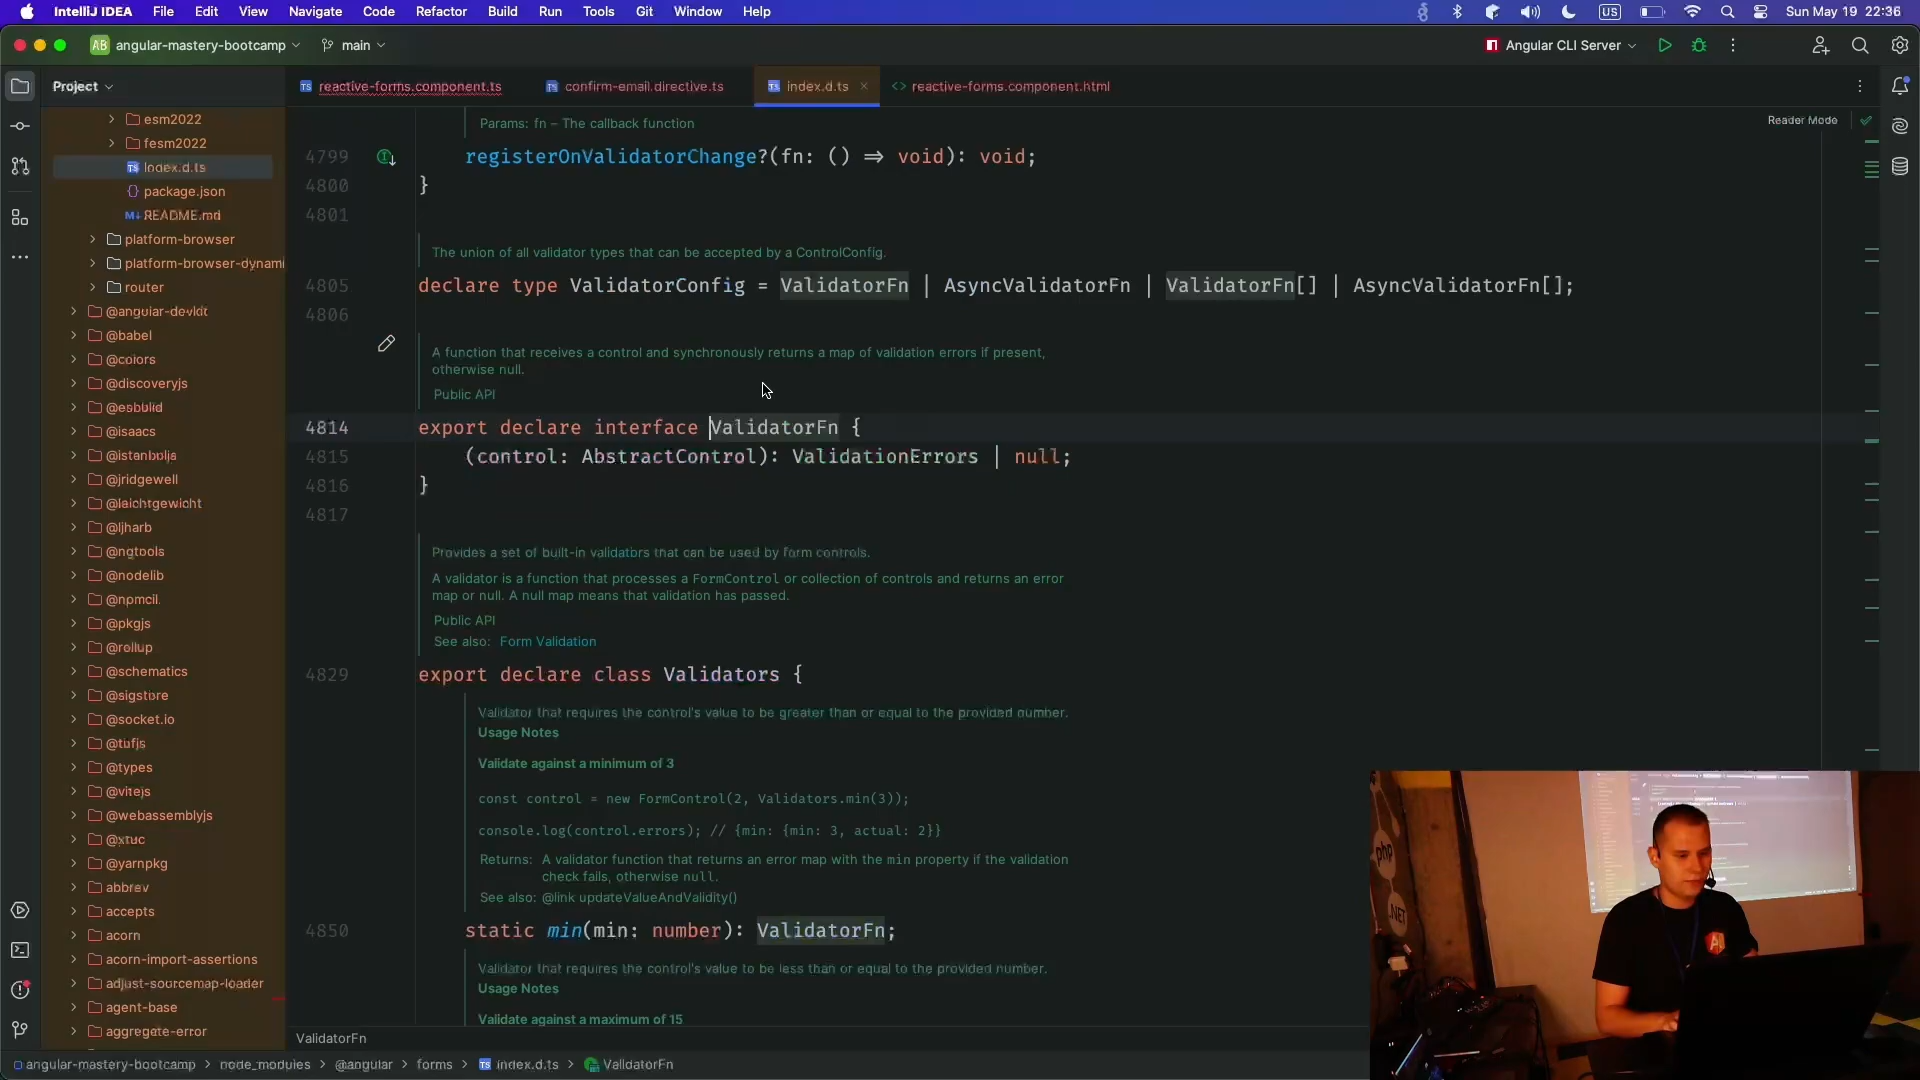 IntelliJ IDEA File Edit View Navigate Code Refactor Build Run Tools Git Window Help US Sun May 19 22:36
AB angular-mastery-bootcamp main Angular CLI Server
Project
reactive-forms.component.ts confirm-email.directive.ts index.d.ts reactive-forms.component.html
Reader Mode
esm2022
fesm2022
index.d.ts
package.json
README.md
platform-browser
platform-browser-dynami
router
@angular-devkit
@babel
@colors
@discoveryjs
@esbuild
@isaacs
@istanbuljs
@jridgewell
@leichtgewicht
@ljharb
@ngtools
@nodelib
@npmcli
@pkgjs
@rollup
@schematics
@sigstore
@socket.io
@tufjs
@types
@vitejs
@webassemblyjs
@xtuc
@yarnpkg
abbrev
accepts
acorn
acorn-import-assertions
adjust-sourcemap-loader
agent-base
aggregate-error
Params: fn – The callback function
4799 registerOnValidatorChange?(fn: () => void): void;
4800 }
4801
The union of all validator types that can be accepted by a ControlConfig.
4805 declare type ValidatorConfig = ValidatorFn | AsyncValidatorFn | ValidatorFn[] | AsyncValidatorFn[];
4806
A function that receives a control and synchronously returns a map of validation errors if present,
otherwise null.
Public API
4814 export declare interface ValidatorFn {
4815 (control: AbstractControl): ValidationErrors | null;
4816 }
4817
Provides a set of built-in validators that can be used by form controls.
A validator is a function that processes a FormControl or collection of controls and returns an error
map or null. A null map means that validation has passed.
Public API
See also: Form Validation
4829 export declare class Validators {
Validator that requires the control's value to be greater than or equal to the provided number.
Usage Notes
Validate against a minimum of 3
const control = new FormControl(2, Validators.min(3));
console.log(control.errors); // {min: {min: 3, actual: 2}}
Returns: A validator function that returns an error map with the min property if the validation
check fails, otherwise null.
See also: @link updateValueAndValidity()
4850 static min(min: number): ValidatorFn;
Validator that requires the control's value to be less than or equal to the provided number.
Usage Notes
Validate against a maximum of 15
ValidatorFn
angular-mastery-bootcamp > node_modules > @angular > forms > index.d.ts > ValidatorFn
php
.NET